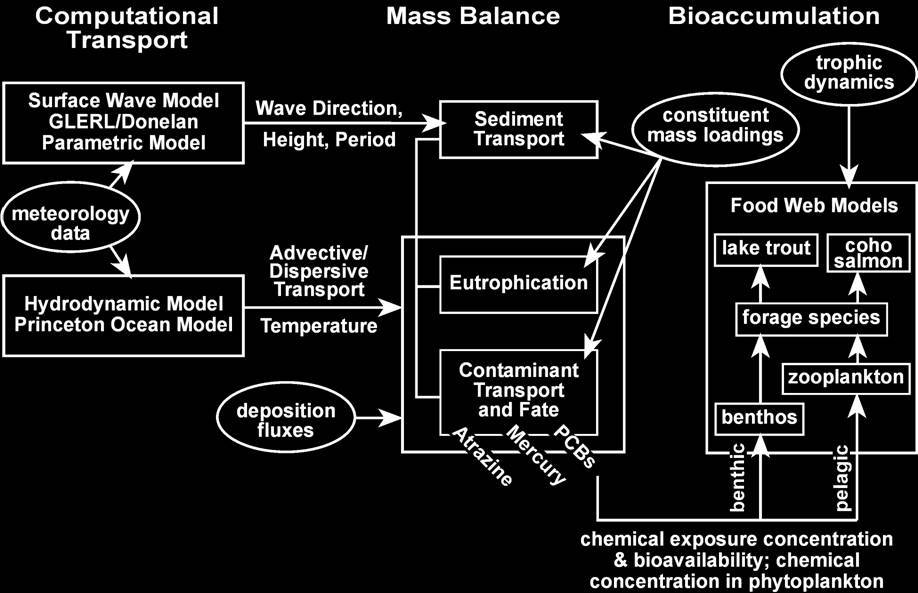 Computational
Transport
Mass Balance
Bioaccumulation
Surface Wave Model
GLERL/Donelan
Parametric Model
Wave Direction,
Height, Period
Sediment
Transport
constituent
mass loadings
trophic
dynamics
meteorology
data
Hydrodynamic Model
Princeton Ocean Model
Advective/
Dispersive
Transport
Temperature
deposition
fluxes
Eutrophication
Contaminant
Transport
and Fate
Atrazine
Mercury
PCBs
Food Web Models
lake trout
coho
salmon
forage species
zooplankton
benthos
benthic
pelagic
chemical exposure concentration
& bioavailability; chemical
concentration in phytoplankton